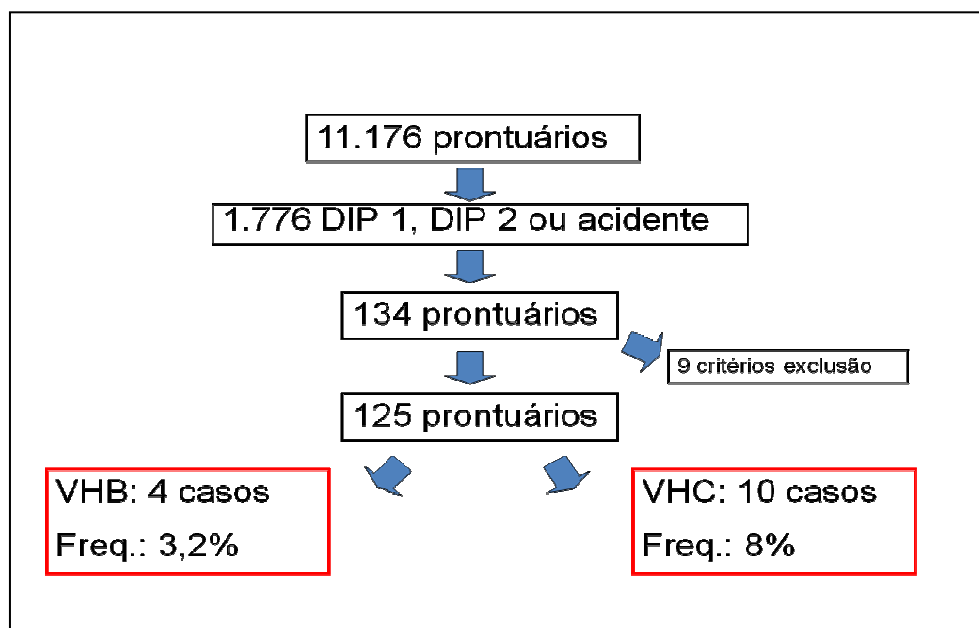 11.176 prontuários
1.776 DIP 1, DIP 2 ou acidente
134 prontuários
9 critérios exclusão
125 prontuários
VHB: 4 casos
Freq.: 3,2%
VHC: 10 casos
Freq.: 8%